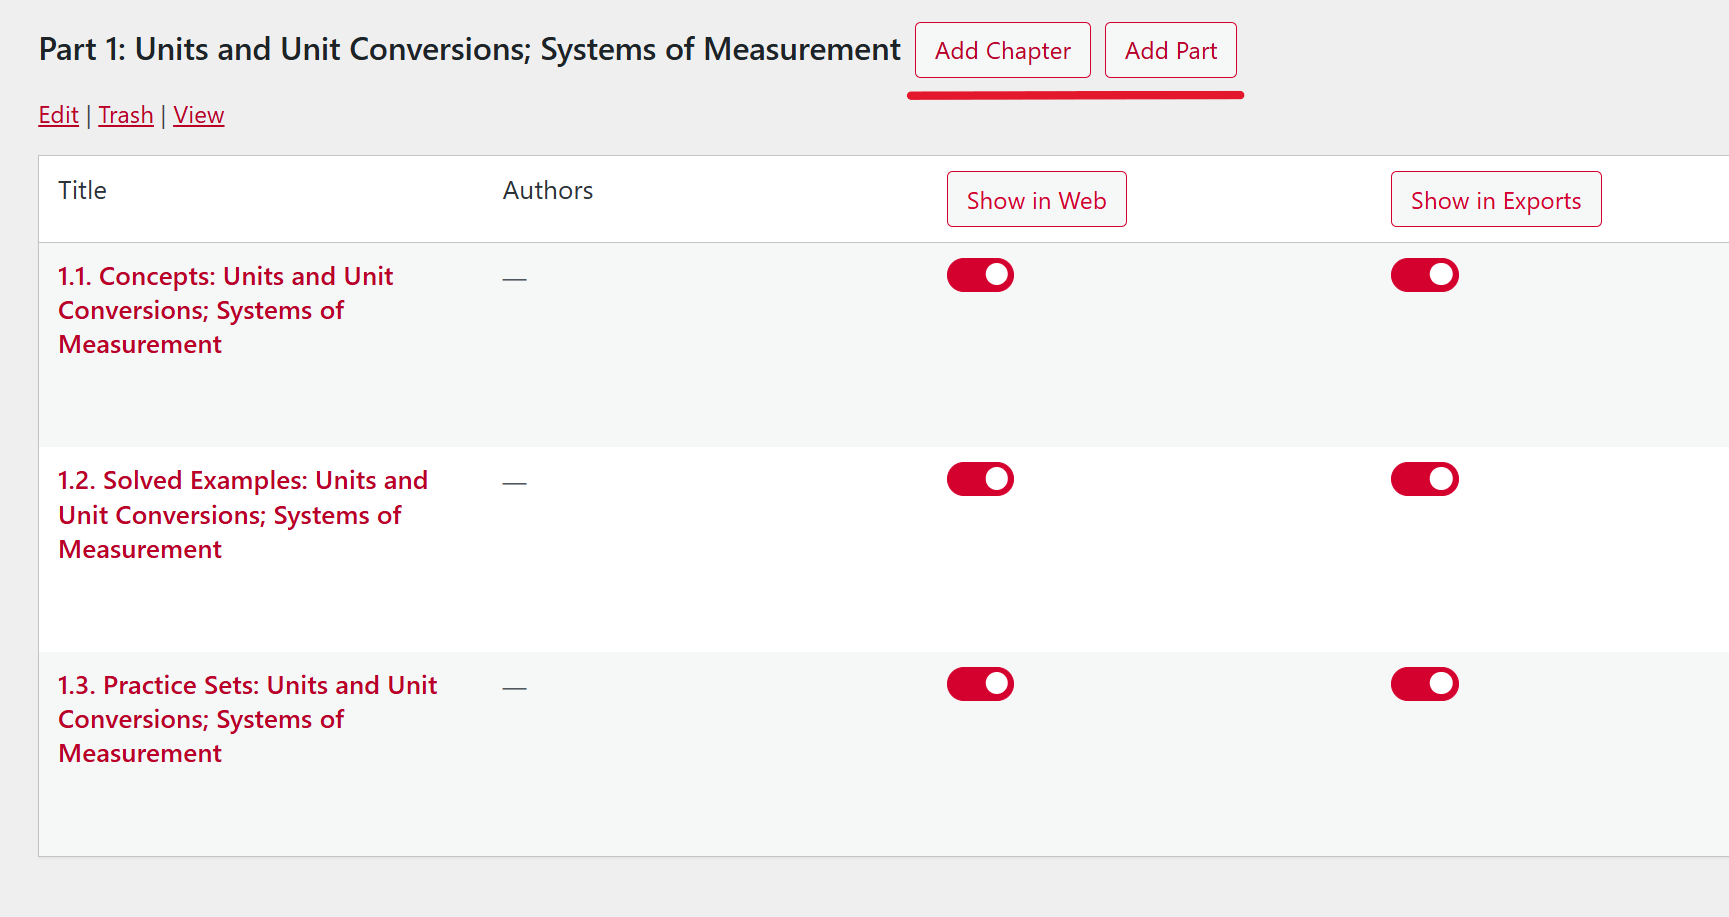 Part 1: Units and Unit Conversions; Systems of Measurement Add Chapter Add Part
Edit | Trash | View
Title Authors Show in Web Show in Exports
1.1. Concepts: Units and Unit —
Conversions; Systems of
Measurement
1.2. Solved Examples: Units and —
Unit Conversions; Systems of
Measurement
1.3. Practice Sets: Units and Unit —
Conversions; Systems of
Measurement